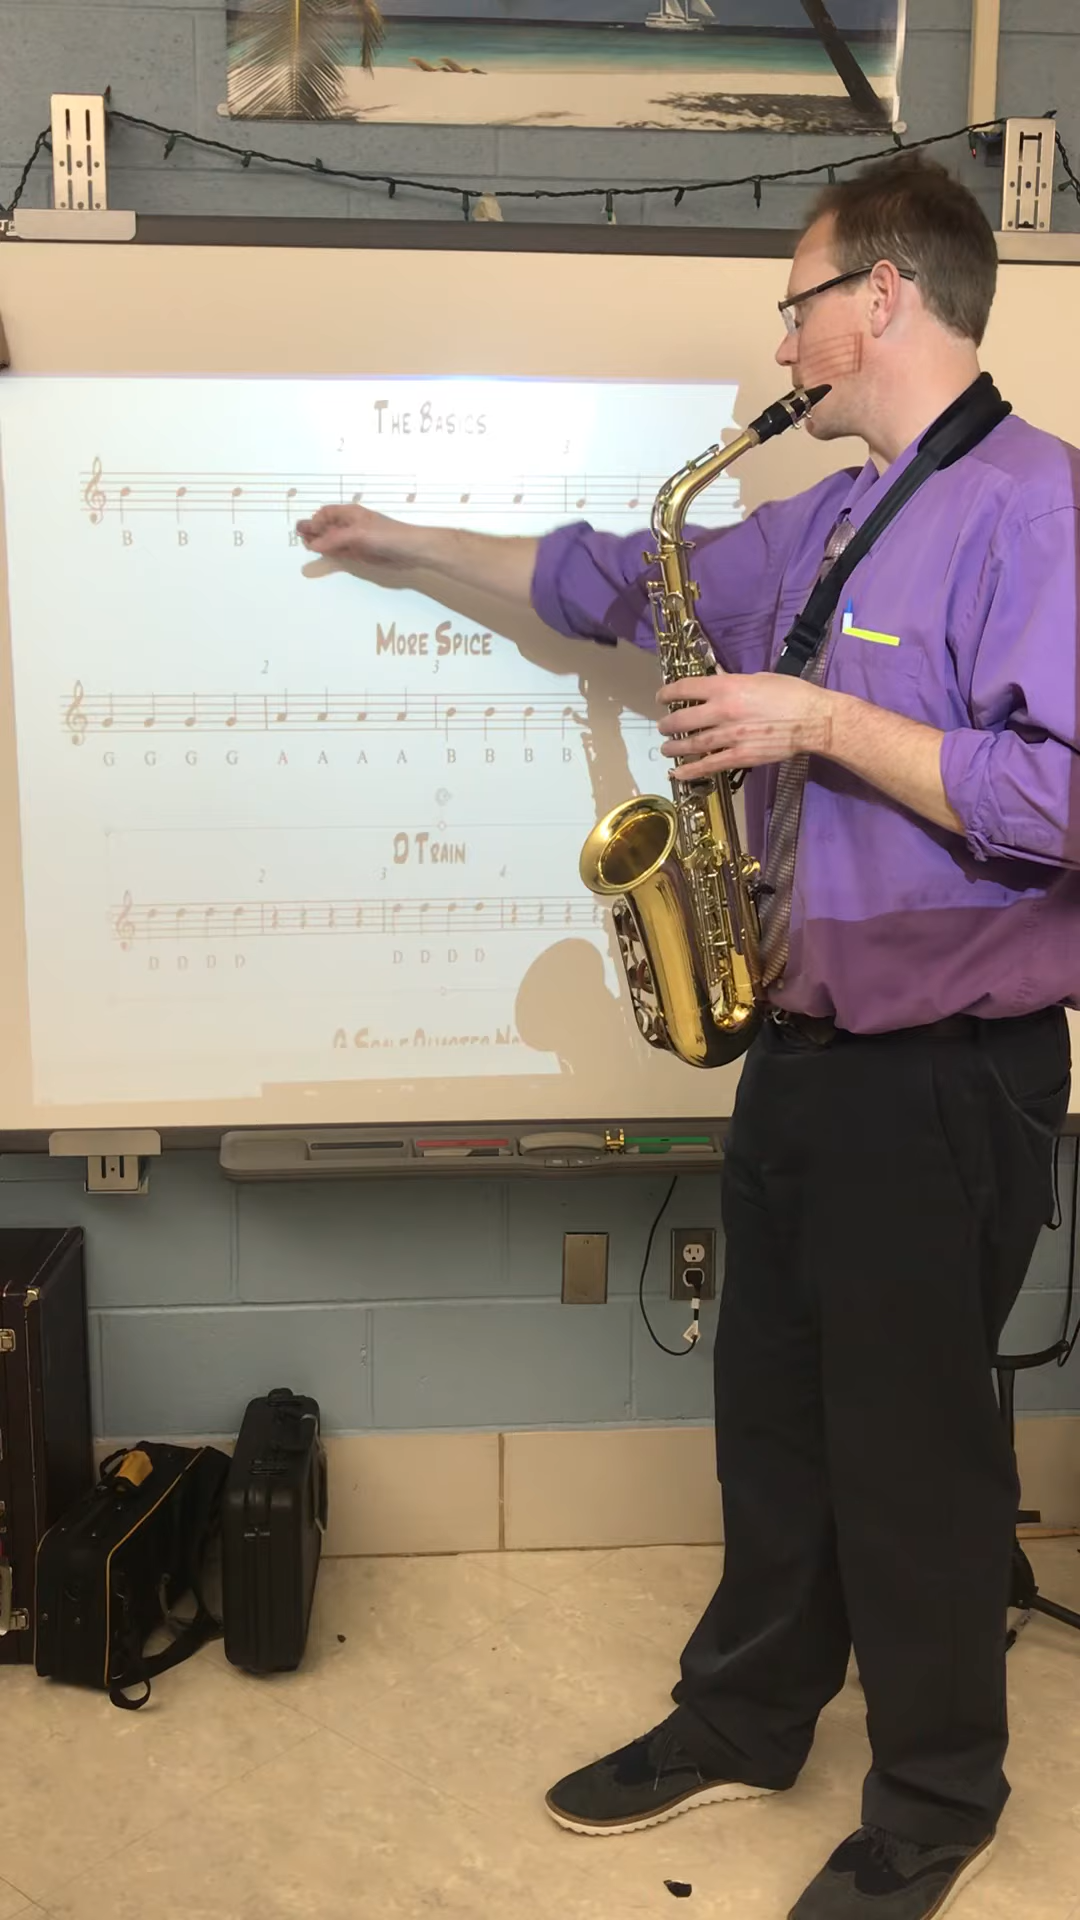 The Basics
2 3
B B B B
More Spice
2 3
G G G G A A A A B B B B C
D Train
2 3 4
D D D D D D D D